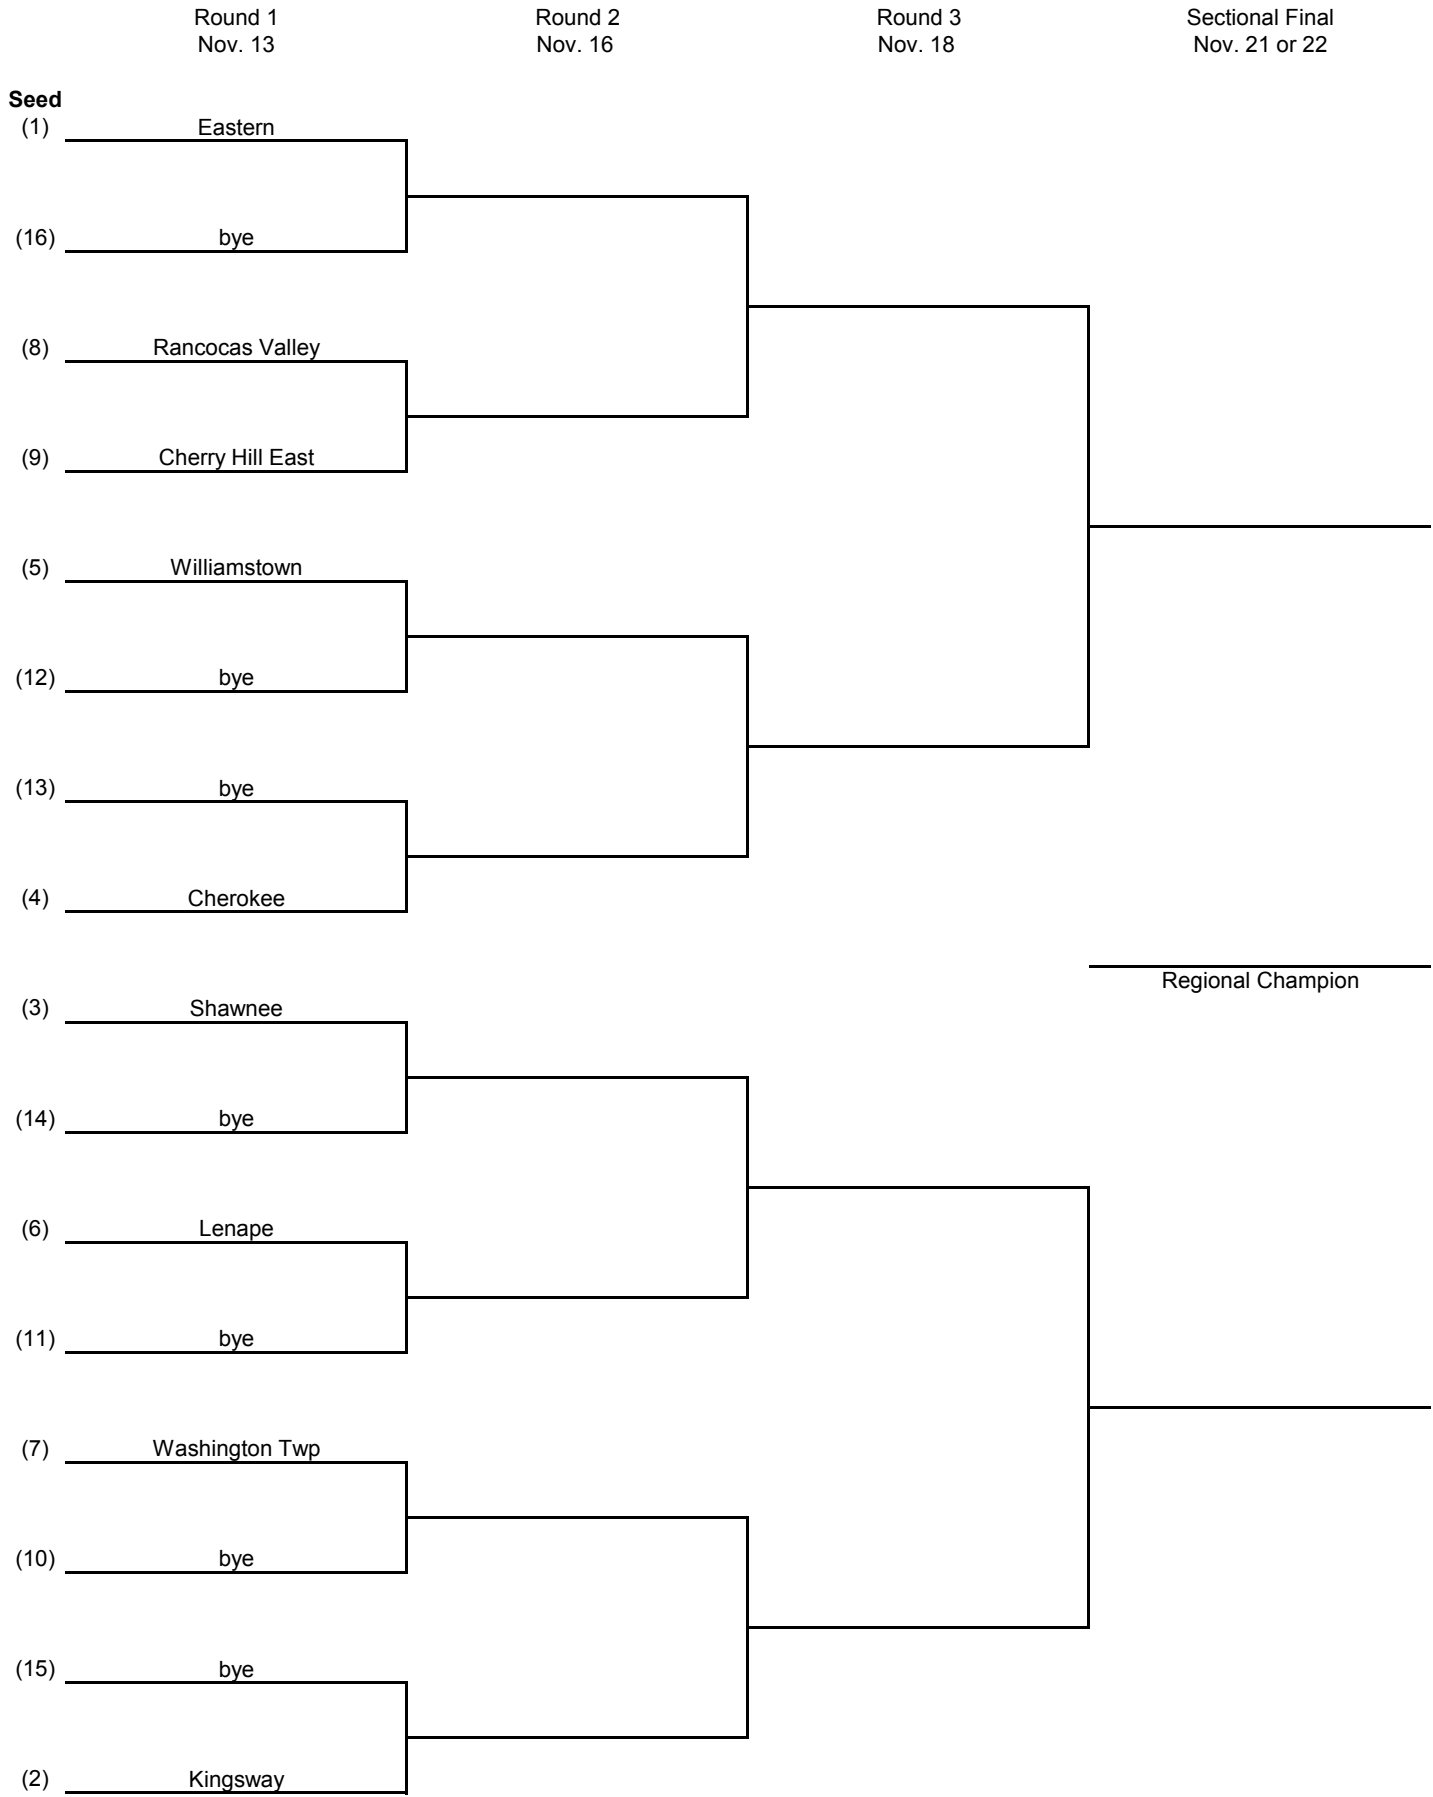 Round 1 Round 2 Round 3 Sectional Final
Nov. 13 Nov. 16 Nov. 18 Nov. 21 or 22
Seed
(1) Eastern
(16) bye
(8) Rancocas Valley
(9) Cherry Hill East
(5) Williamstown
(12) bye
(13) bye
(4) Cherokee
Regional Champion
(3) Shawnee
(14) bye
(6) Lenape
(11) bye
(7) Washington Twp
(10) bye
(15) bye
(2) Kingsway